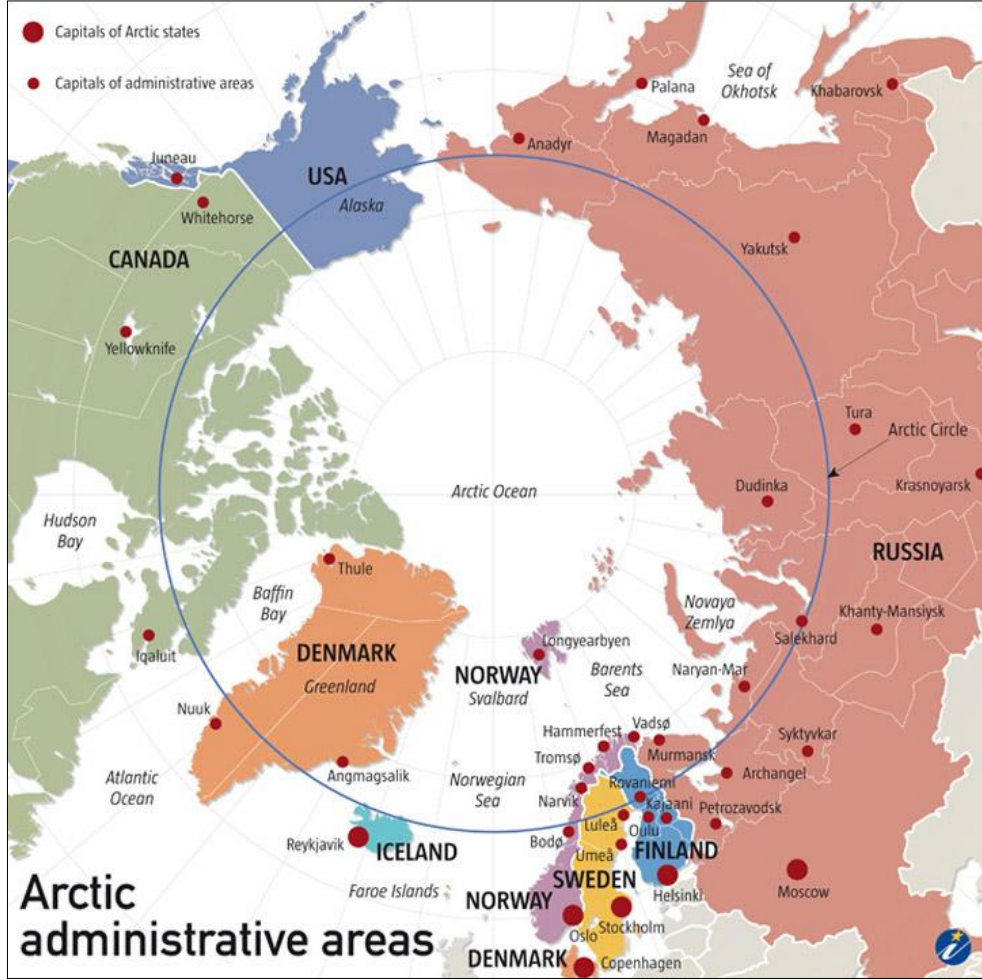 Capitals of Arctic states
Capitals of administrative areas
Palana
Sea of
Okhotsk
Khabarovsk
Magadan
Anadyr
Juneau
USA
Alaska
Whitehorse
CANADA
Yakutsk
Yellowknife
Tura
Arctic Circle
Krasnoyarsk
Dudinka
Arctic Ocean
Hudson
Bay
RUSSIA
Thule
Baffin
Bay
Novaya
Zemlya
Khanty-Mansiysk
Salekhard
Iqaluit
Longyearbyen
DENMARK
Greenland
NORWAY
Svalbard
Barents
Sea
Naryan-Mar
Nuuk
Hammerfest
Vadsø
Syktyvkar
Tromsø
Murmansk
Angmagsalik
Archangel
Atlantic
Ocean
Norwegian
Sea
Narvik
Rovaniemi
Kajaani
Petrozavodsk
Luleå
Oulu
Reykjavik
ICELAND
Bodø
Umeå
FINLAND
Faroe Islands
SWEDEN
Helsinki
Moscow
NORWAY
Stockholm
Oslo
DENMARK
Copenhagen
Arctic
administrative areas
i